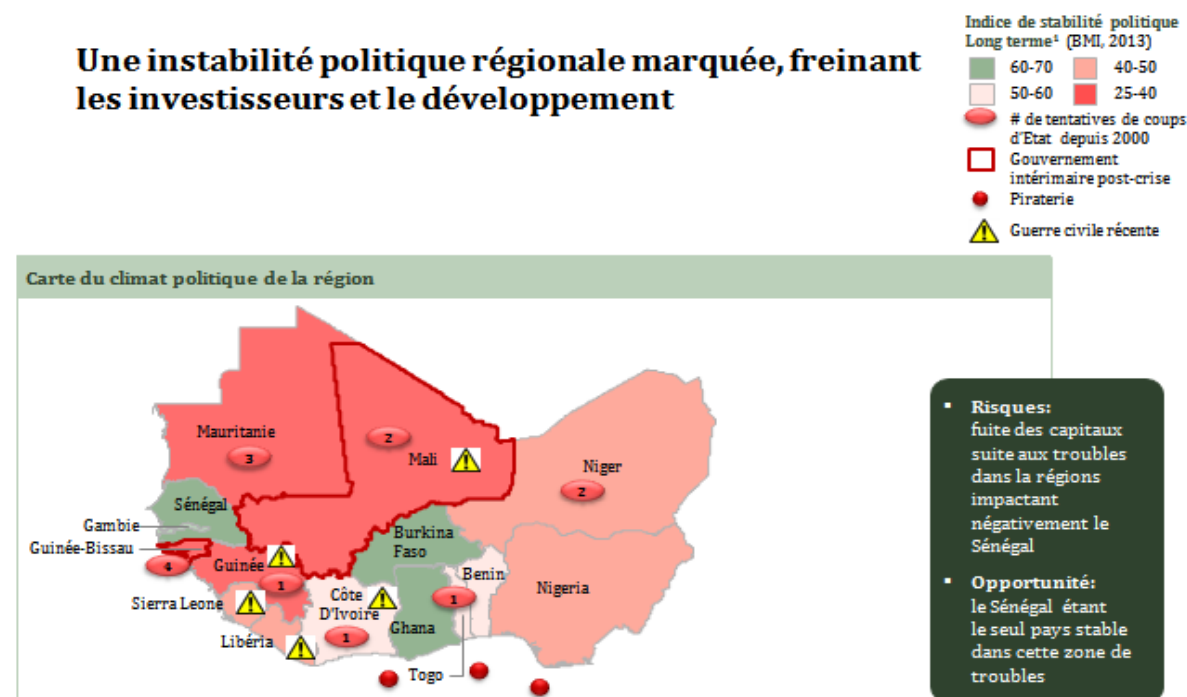 Une instabilité politique régionale marquée, freinant
les investisseurs et le développement
Indice de stabilité politique
Long terme¹ (BMI, 2013)
60-70
40-50
50-60
25-40
# de tentatives de coups
d'Etat depuis 2000
Gouvernement
intérimaire post-crise
Piraterie
Guerre civile récente
Carte du climat politique de la région
Mauritanie
3
2
Mali
Niger
2
Sénégal
Gambie
Guinée-Bissau
4
Guinée
1
Burkina
Faso
Benin
1
Nigeria
Sierra Leone
Côte
D'Ivoire
1
Ghana
Libéria
Togo
▪ Risques:
fuite des capitaux
suite aux troubles
dans la régions
impactant
négativement le
Sénégal
▪ Opportunité:
le Sénégal étant
le seul pays stable
dans cette zone de
troubles